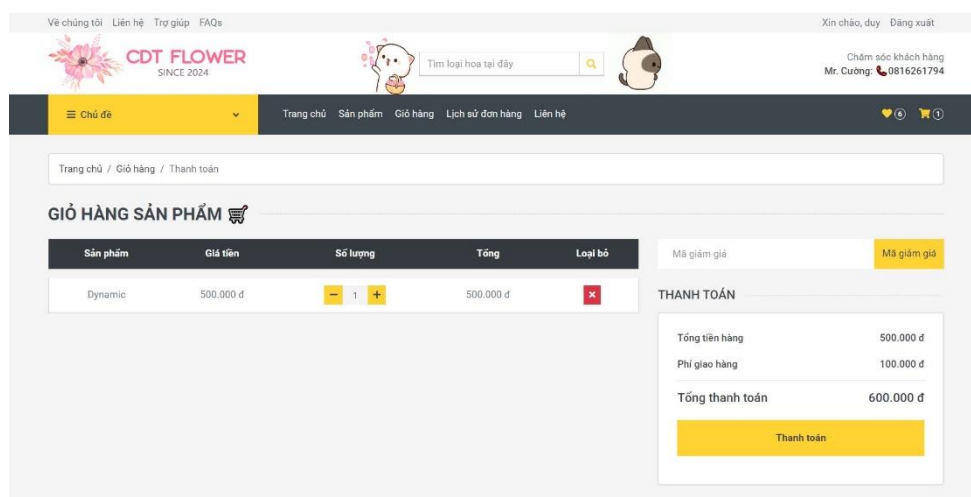 Về chúng tôi Liên hệ Trợ giúp FAQs Xin chào, duy Đăng xuất
CDT FLOWER
SINCE 2024
Tìm loại hoa tại đây
Chăm sóc khách hàng
Mr. Cường: 0816261794
Chủ đề Trang chủ Sản phẩm Giỏ hàng Lịch sử đơn hàng Liên hệ 6 1
Trang chủ / Giỏ hàng / Thanh toán
GIỎ HÀNG SẢN PHẨM
Sản phẩm Giá tiền Số lượng Tổng Loại bỏ
Dynamic 500.000 đ - 1 + 500.000 đ ×
Mã giảm giá Mã giảm giá
THANH TOÁN
Tổng tiền hàng 500.000 đ
Phí giao hàng 100.000 đ
Tổng thanh toán 600.000 đ
Thanh toán